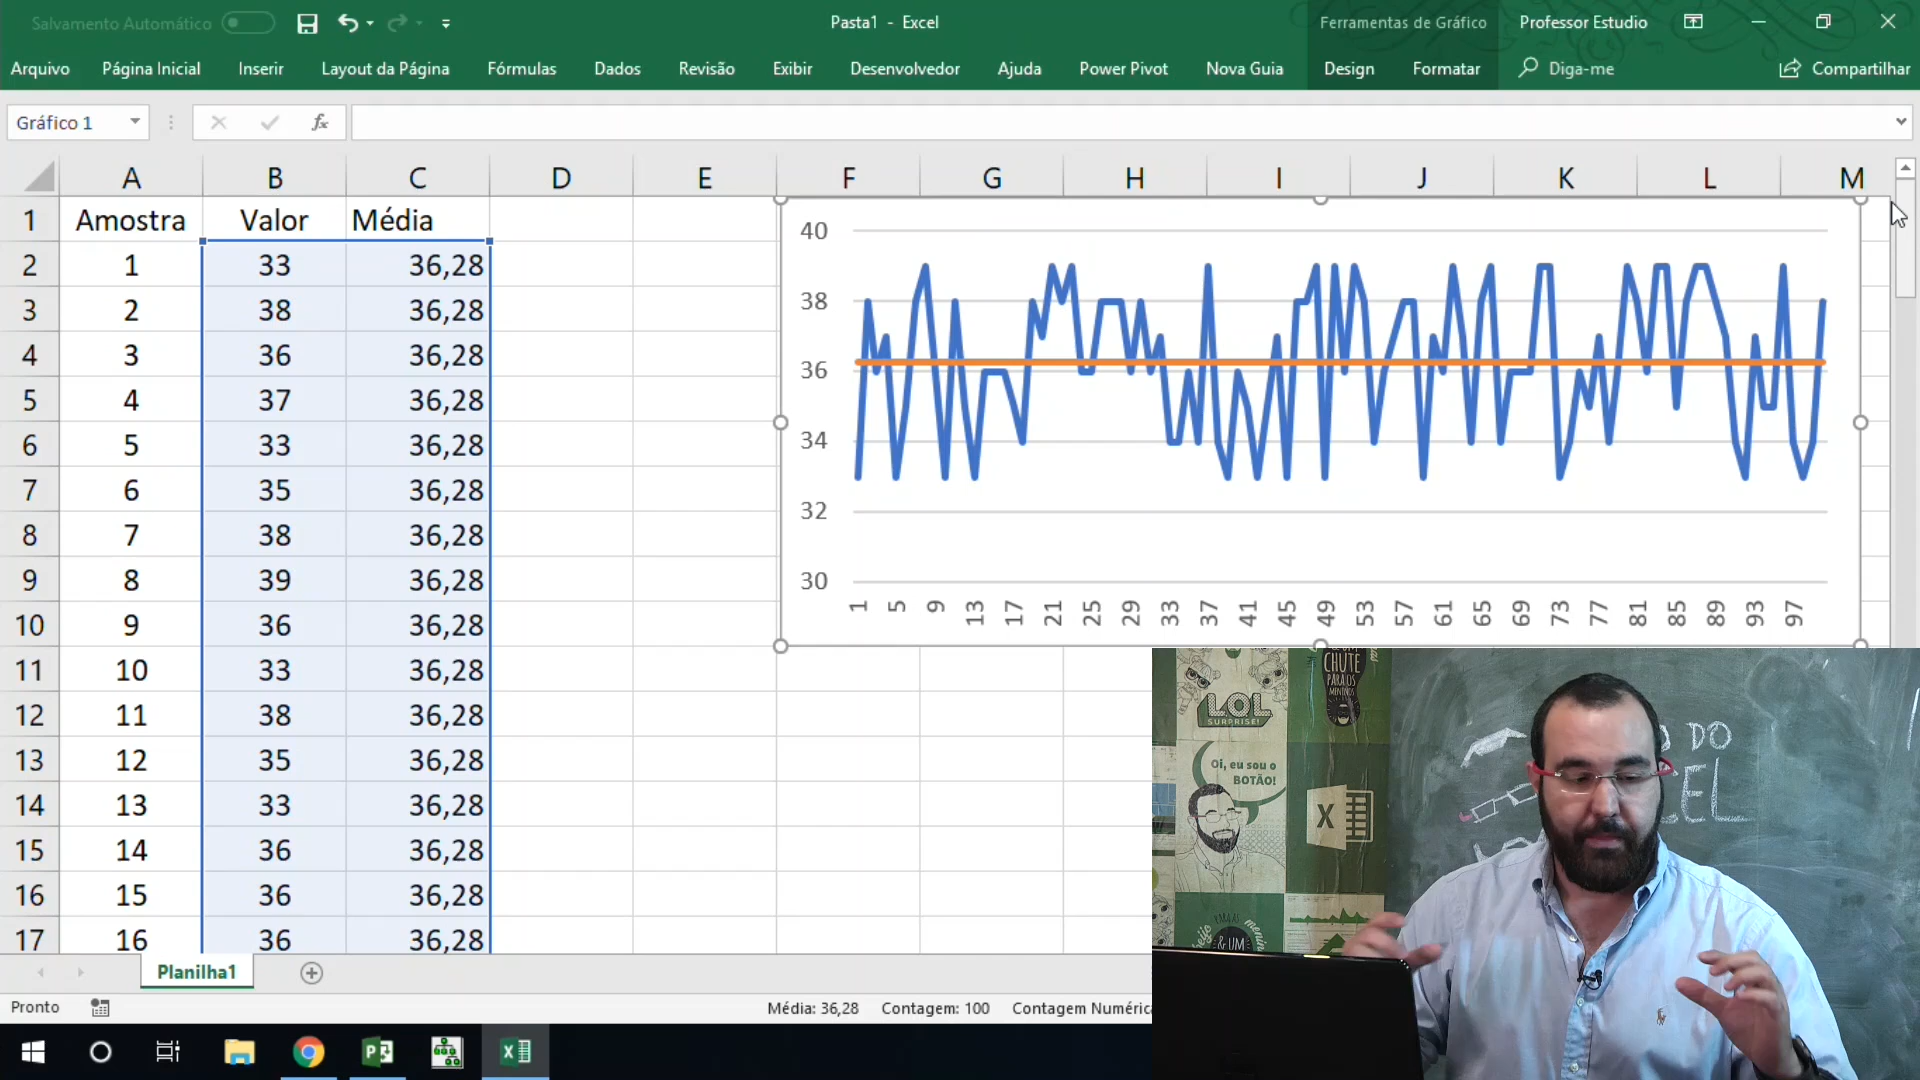 Salvamento Automático
Pasta1 - Excel
Ferramentas de Gráfico
Professor Estudio
Arquivo Página Inicial Inserir Layout da Página Fórmulas Dados Revisão Exibir Desenvolvedor Ajuda Power Pivot Nova Guia Design Formatar Diga-me Compartilhar
Gráfico 1 fx
A B C D E F G H I J K L M
1 Amostra Valor Média
2 1 33 36,28
3 2 38 36,28
4 3 36 36,28
5 4 37 36,28
6 5 33 36,28
7 6 35 36,28
8 7 38 36,28
9 8 39 36,28
10 9 36 36,28
11 10 33 36,28
12 11 38 36,28
13 12 35 36,28
14 13 33 36,28
15 14 36 36,28
16 15 36 36,28
17 16 36 36,28
40
38
36
34
32
30
1 5 9 13 17 21 25 29 33 37 41 45 49 53 57 61 65 69 73 77 81 85 89 93 97
LOL
SURPRISE!
CHUTE
PARA OS
MENINOS
Oi, eu sou o
BOTÃO!
X
DO
& UM
Planilha1
Pronto
Média: 36,28 Contagem: 100
Contagem Numéric